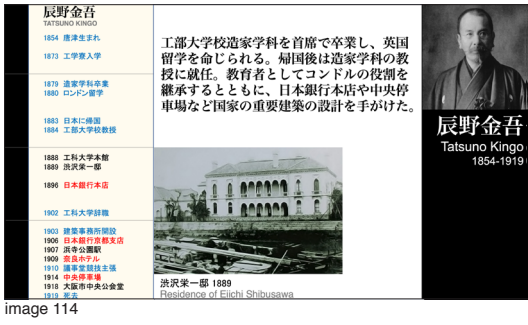 辰野金吾
TATSUNO KINGO
1854 唐津生まれ
1873 工学寮入学
1879 造家学科卒業
1880 ロンドン留学
1883 日本に帰国
1884 工部大学校教授
1888 工科大学本館
1889 渋沢栄一邸
1896 日本銀行本店
1902 工科大学辞職
1903 建築事務所開設
1906 日本銀行京都支店
1907 浜寺公園駅
1909 奈良ホテル
1910 議事堂競技主張
1914 中央停車場
1918 大阪市中央公会堂
1919 死去
工部大学校造家学科を首席で卒業し、英国
留学を命じられる。帰国後は造家学科の教
授に就任。教育者としてコンドルの役割を
継承するとともに、日本銀行本店や中央停
車場など国家の重要建築の設計を手がけた。
渋沢栄一邸 1889
Residence of Eiichi Shibusawa
辰野金吾
Tatsuno Kingo
1854-1919
image 114